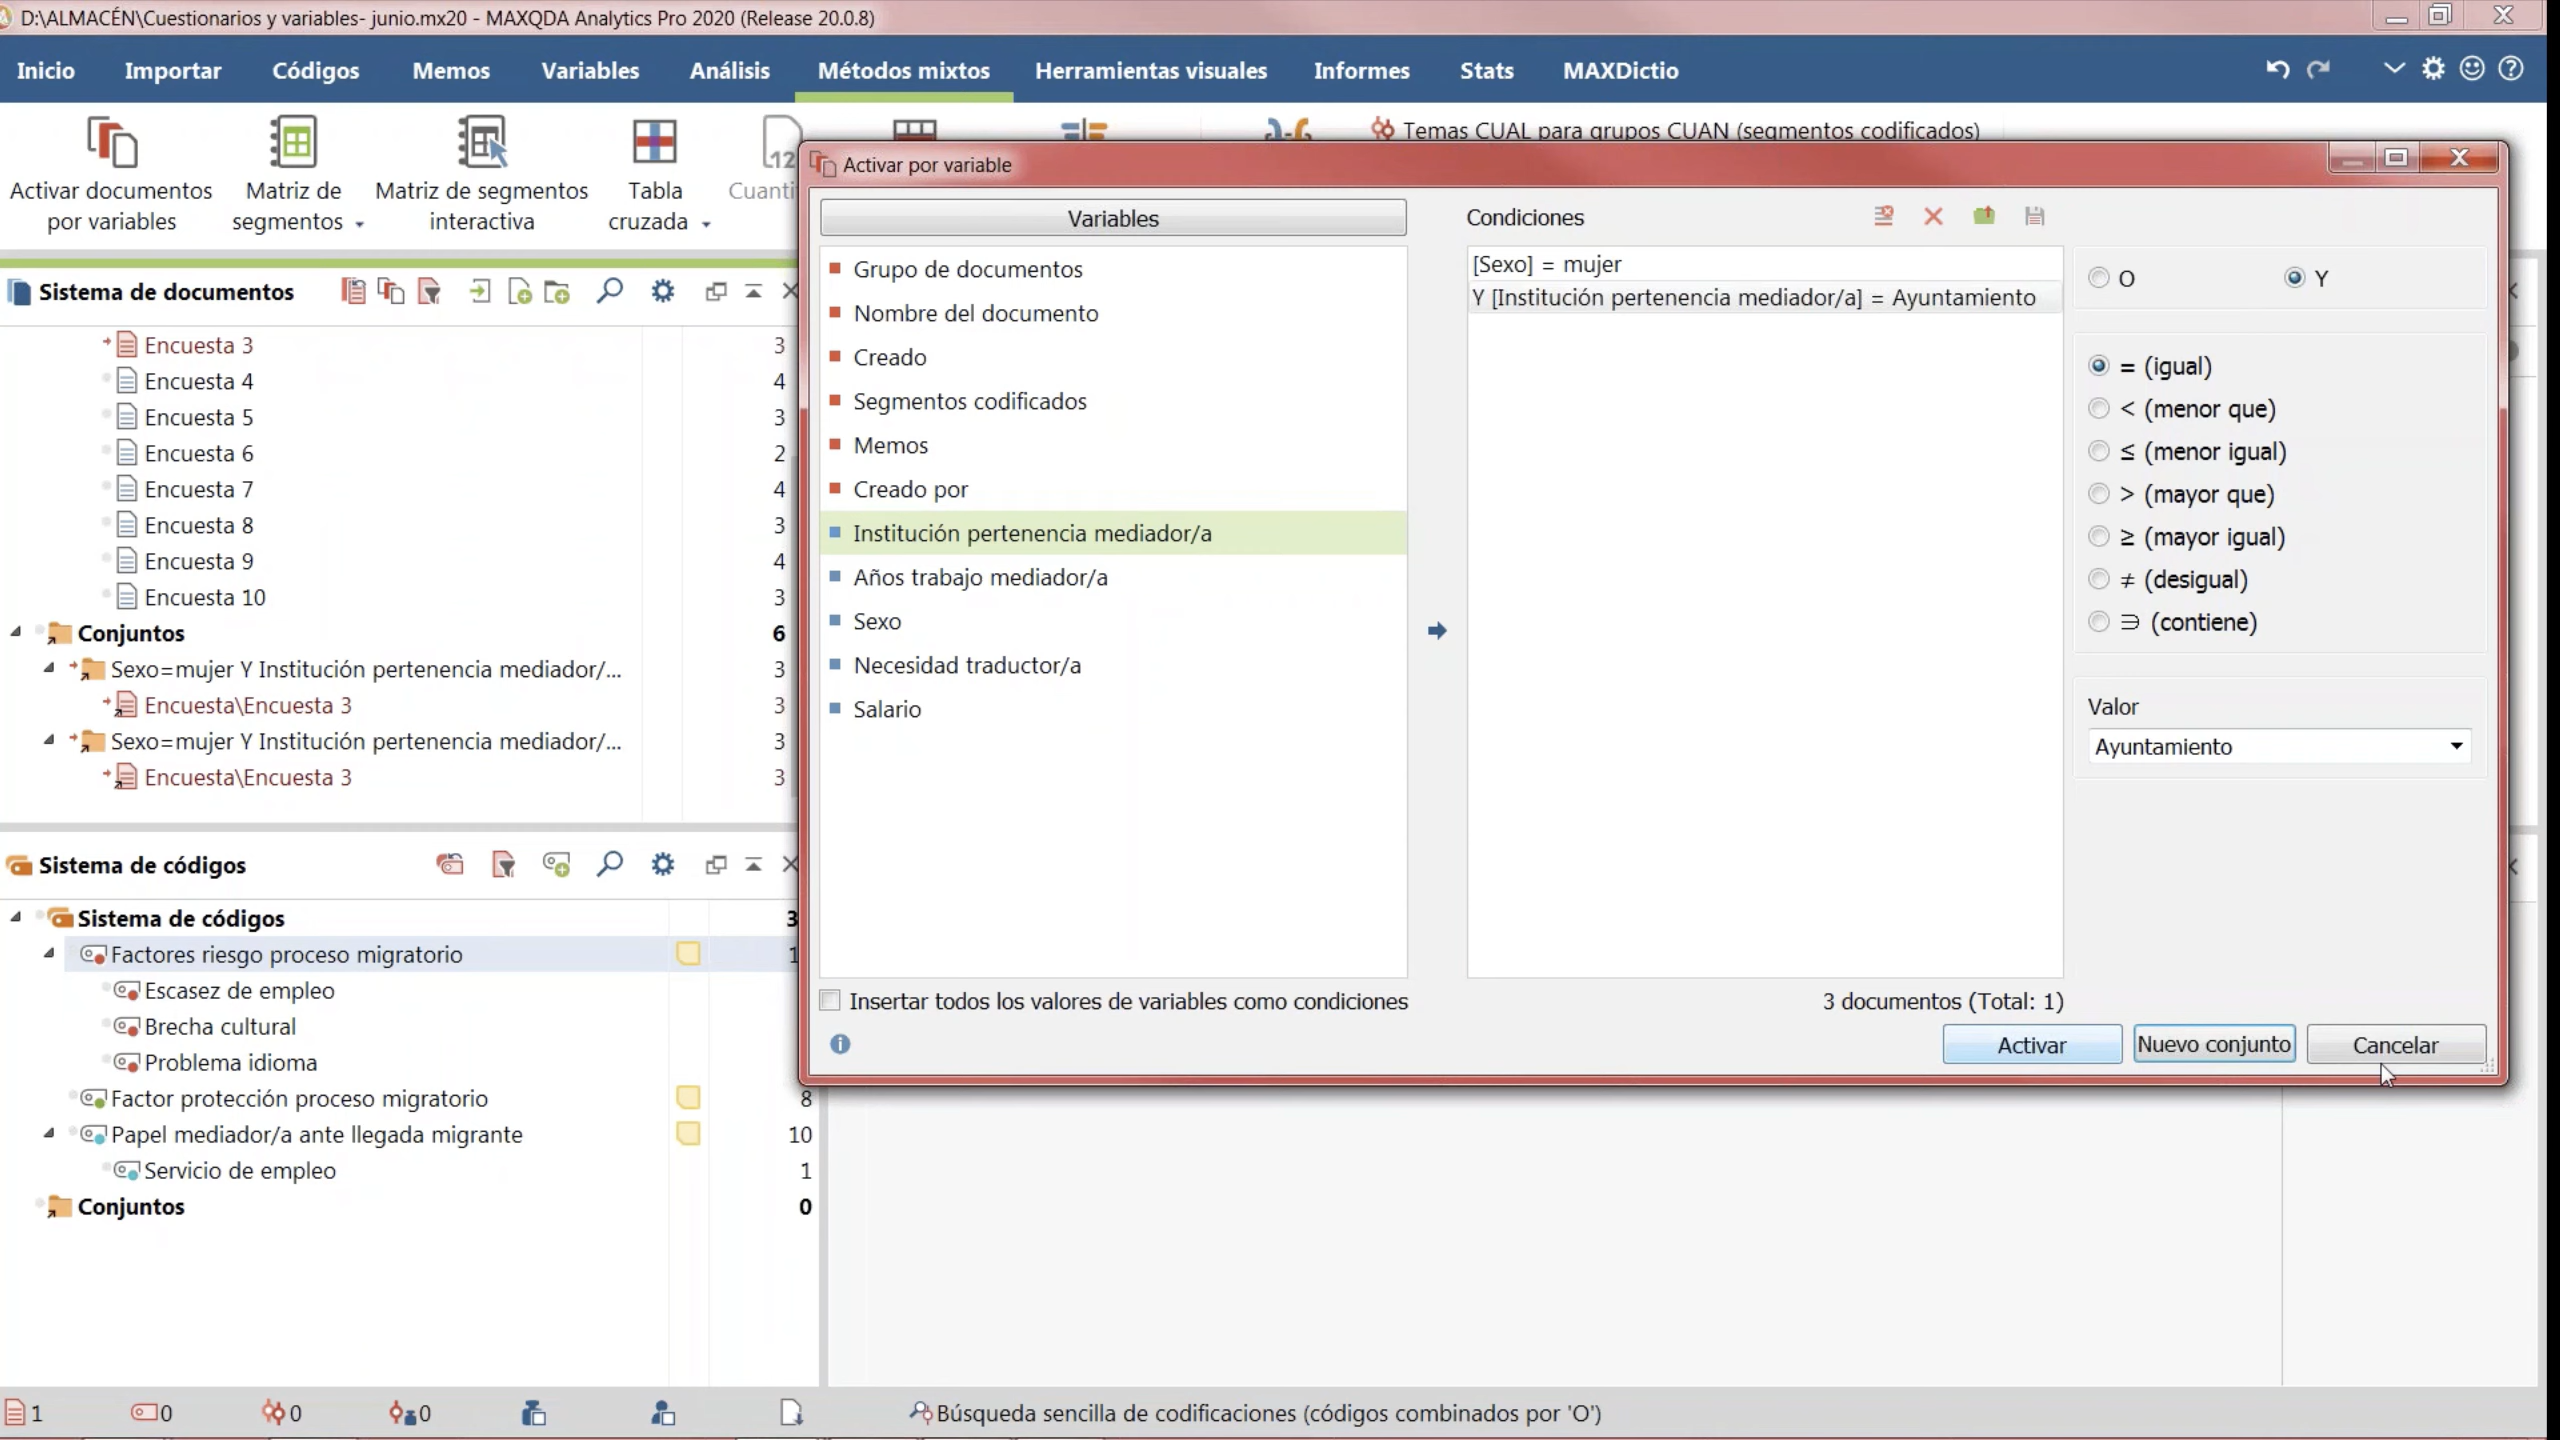 D:\ALMACÉN\Cuestionarios y variables- junio.mx20 - MAXQDA Analytics Pro 2020 (Release 20.0.8)
Inicio Importar Códigos Memos Variables Análisis Métodos mixtos Herramientas visuales Informes Stats MAXDictio
Activar documentos por variables
Matriz de segmentos
Matriz de segmentos interactiva
Tabla cruzada
Temas CUAL para grupos CUAN (segmentos codificados)
Sistema de documentos
Encuesta 3 3
Encuesta 4 4
Encuesta 5 3
Encuesta 6 2
Encuesta 7 4
Encuesta 8 3
Encuesta 9 4
Encuesta 10 3
Conjuntos 6
Sexo=mujer Y Institución pertenencia mediador/... 3
Encuesta\Encuesta 3 3
Sexo=mujer Y Institución pertenencia mediador/... 3
Encuesta\Encuesta 3 3
Sistema de códigos
Sistema de códigos 3
Factores riesgo proceso migratorio 1
Escasez de empleo
Brecha cultural
Problema idioma
Factor protección proceso migratorio 8
Papel mediador/a ante llegada migrante 10
Servicio de empleo 1
Conjuntos 0
Activar por variable
Variables
Grupo de documentos
Nombre del documento
Creado
Segmentos codificados
Memos
Creado por
Institución pertenencia mediador/a
Años trabajo mediador/a
Sexo
Necesidad traductor/a
Salario
Insertar todos los valores de variables como condiciones
Condiciones
[Sexo] = mujer
Y [Institución pertenencia mediador/a] = Ayuntamiento
3 documentos (Total: 1)
O Y
= (igual)
< (menor que)
≤ (menor igual)
> (mayor que)
≥ (mayor igual)
≠ (desigual)
∋ (contiene)
Valor
Ayuntamiento
Activar Nuevo conjunto Cancelar
1 0 0 0 Búsqueda sencilla de codificaciones (códigos combinados por 'O')